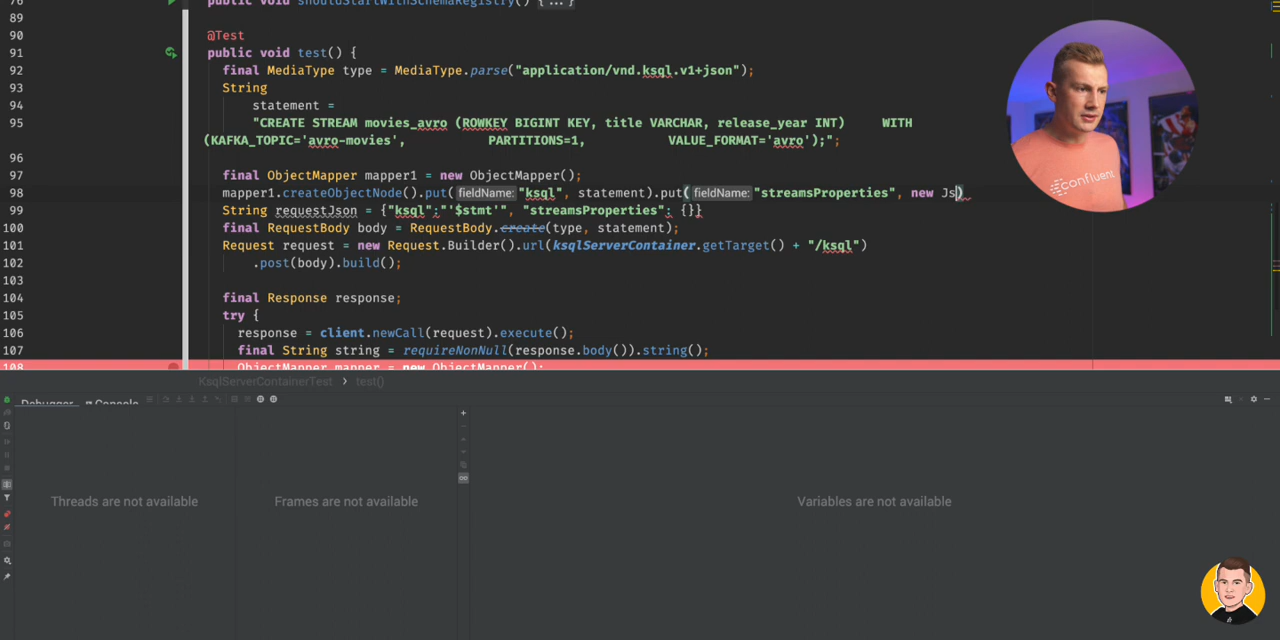 76 public void shouldStartWithSchemaRegistry() {...}
89
90 @Test
91 public void test() {
92 final MediaType type = MediaType.parse("application/vnd.ksql.v1+json");
93 String
94 statement =
95 "CREATE STREAM movies_avro (ROWKEY BIGINT KEY, title VARCHAR, release_year INT) WITH
(KAFKA_TOPIC='avro-movies', PARTITIONS=1, VALUE_FORMAT='avro');";
96
97 final ObjectMapper mapper1 = new ObjectMapper();
98 mapper1.createObjectNode().put( fieldName: "ksql", statement).put( fieldName: "streamsProperties", new Js)
99 String requestJson = {"ksql":"'$stmt'", "streamsProperties": {}}
100 final RequestBody body = RequestBody.create(type, statement);
101 Request request = new Request.Builder().url(ksqlServerContainer.getTarget() + "/ksql")
102 .post(body).build();
103
104 final Response response;
105 try {
106 response = client.newCall(request).execute();
107 final String string = requireNonNull(response.body()).string();
108 ObjectMapper mapper = new ObjectMapper();
KsqlServerContainerTest › test()
Debugger Console
Threads are not available
Frames are not available
Variables are not available
confluent